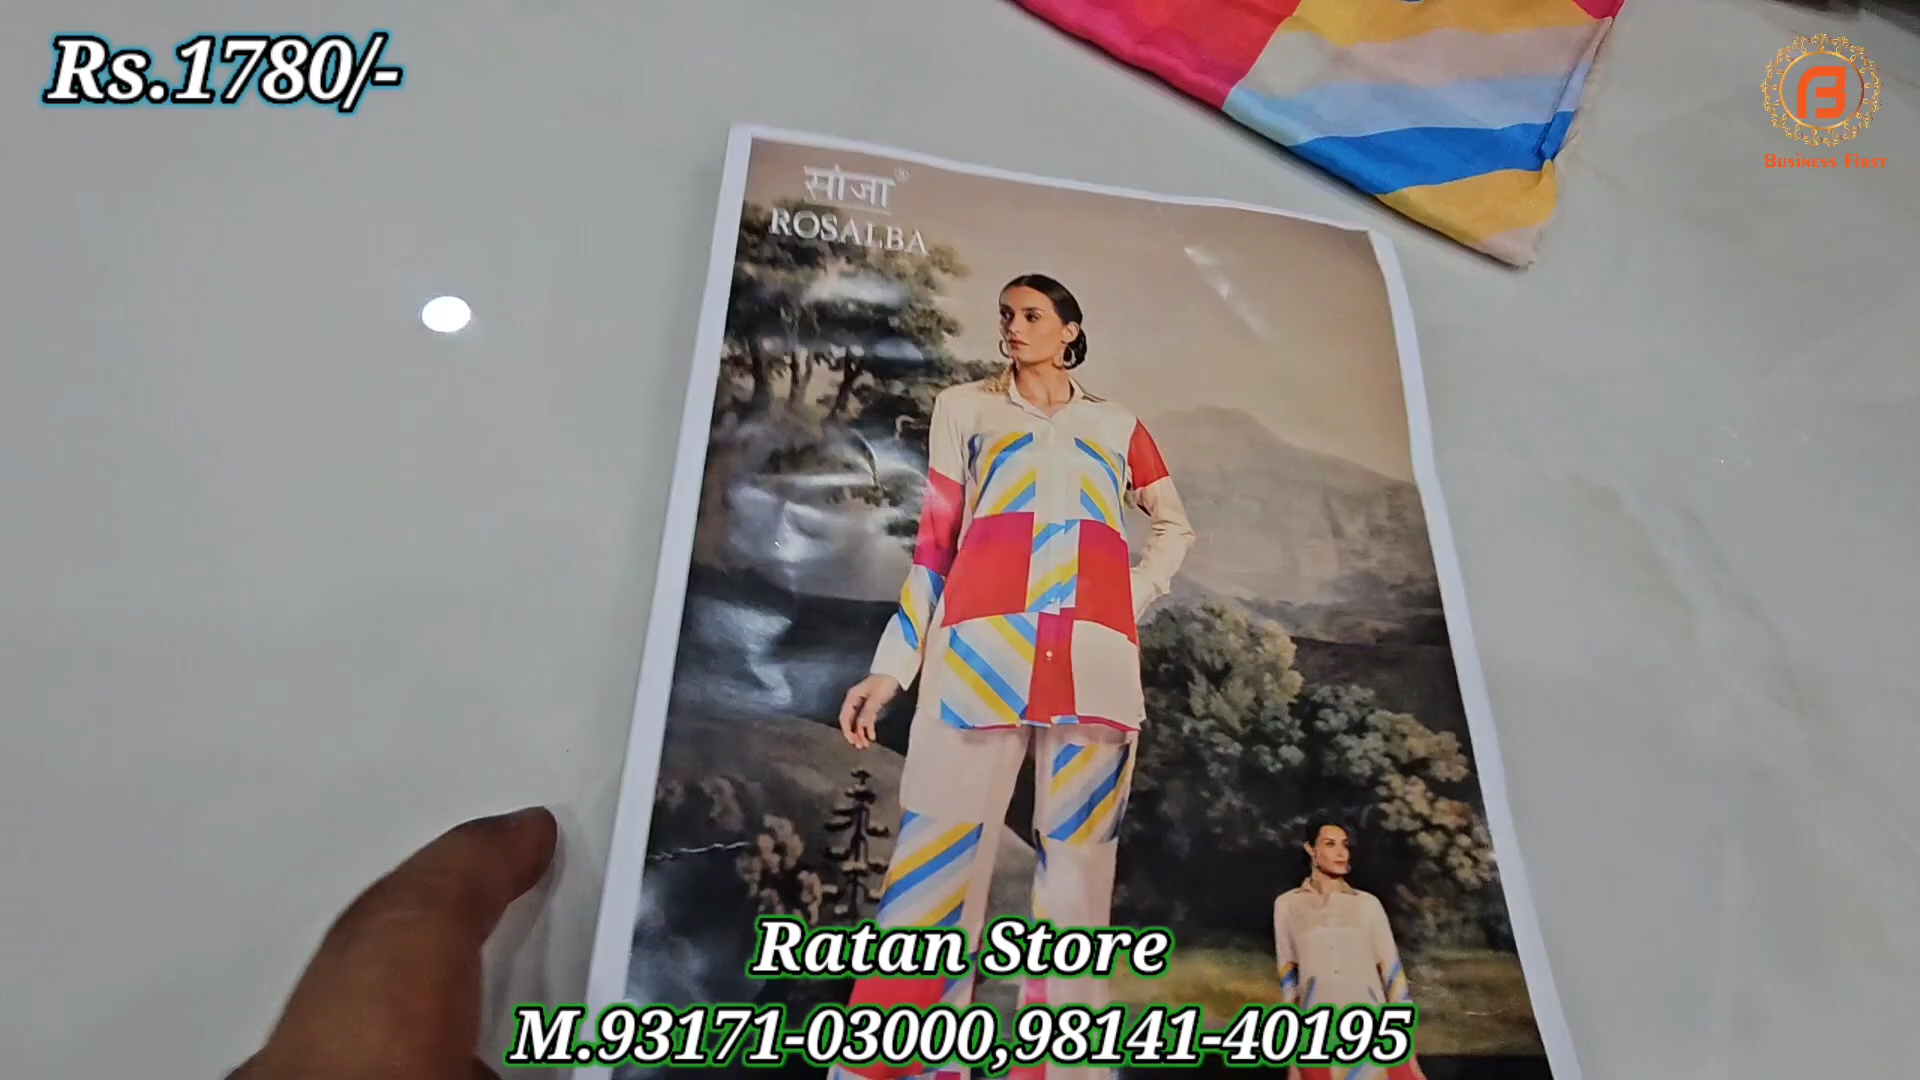 Rs.1780/-
BUSINESS FIRST
सांजा®
ROSALBA
Ratan Store
M.93171-03000,98141-40195